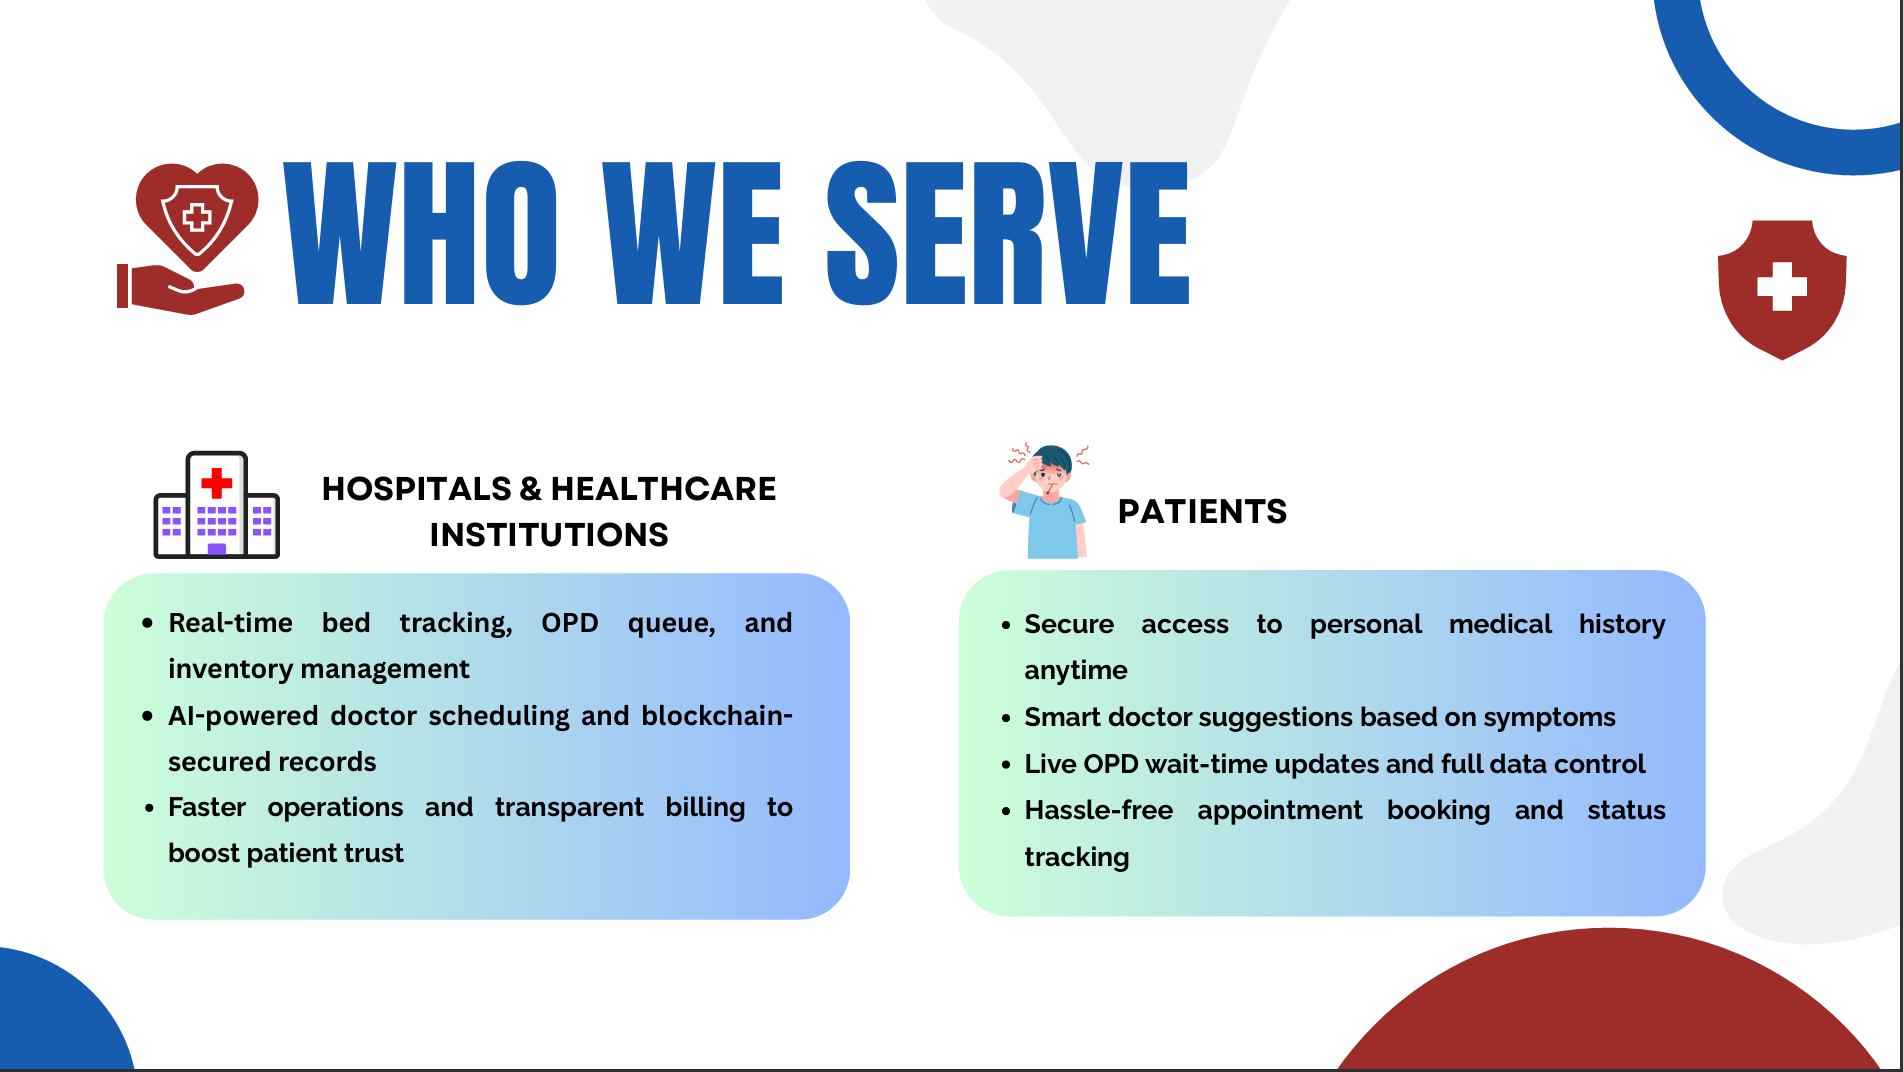 WHO WE SERVE
HOSPITALS & HEALTHCARE
INSTITUTIONS
• Real-time bed tracking, OPD queue, and
inventory management
• AI-powered doctor scheduling and blockchain-
secured records
• Faster operations and transparent billing to
boost patient trust
PATIENTS
• Secure access to personal medical history
anytime
• Smart doctor suggestions based on symptoms
• Live OPD wait-time updates and full data control
• Hassle-free appointment booking and status
tracking